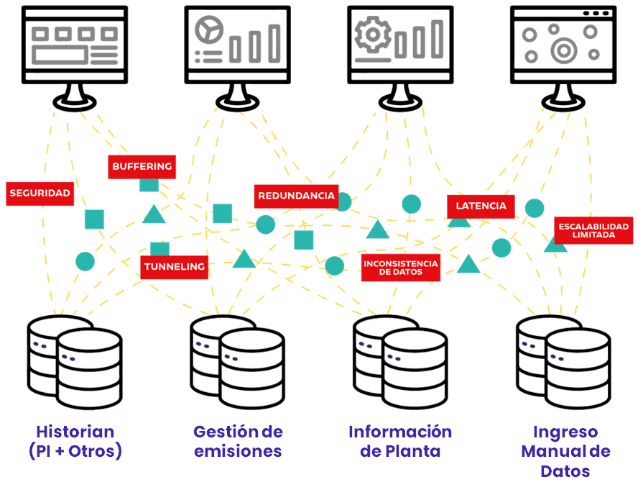 BUFFERING
SEGURIDAD
REDUNDANCIA
LATENCIA
ESCALABILIDAD
LIMITADA
TUNNELING
INCONSISTENCIA
DE DATOS
Historian
(PI + Otros)
Gestión de
emisiones
Información
de Planta
Ingreso
Manual de
Datos